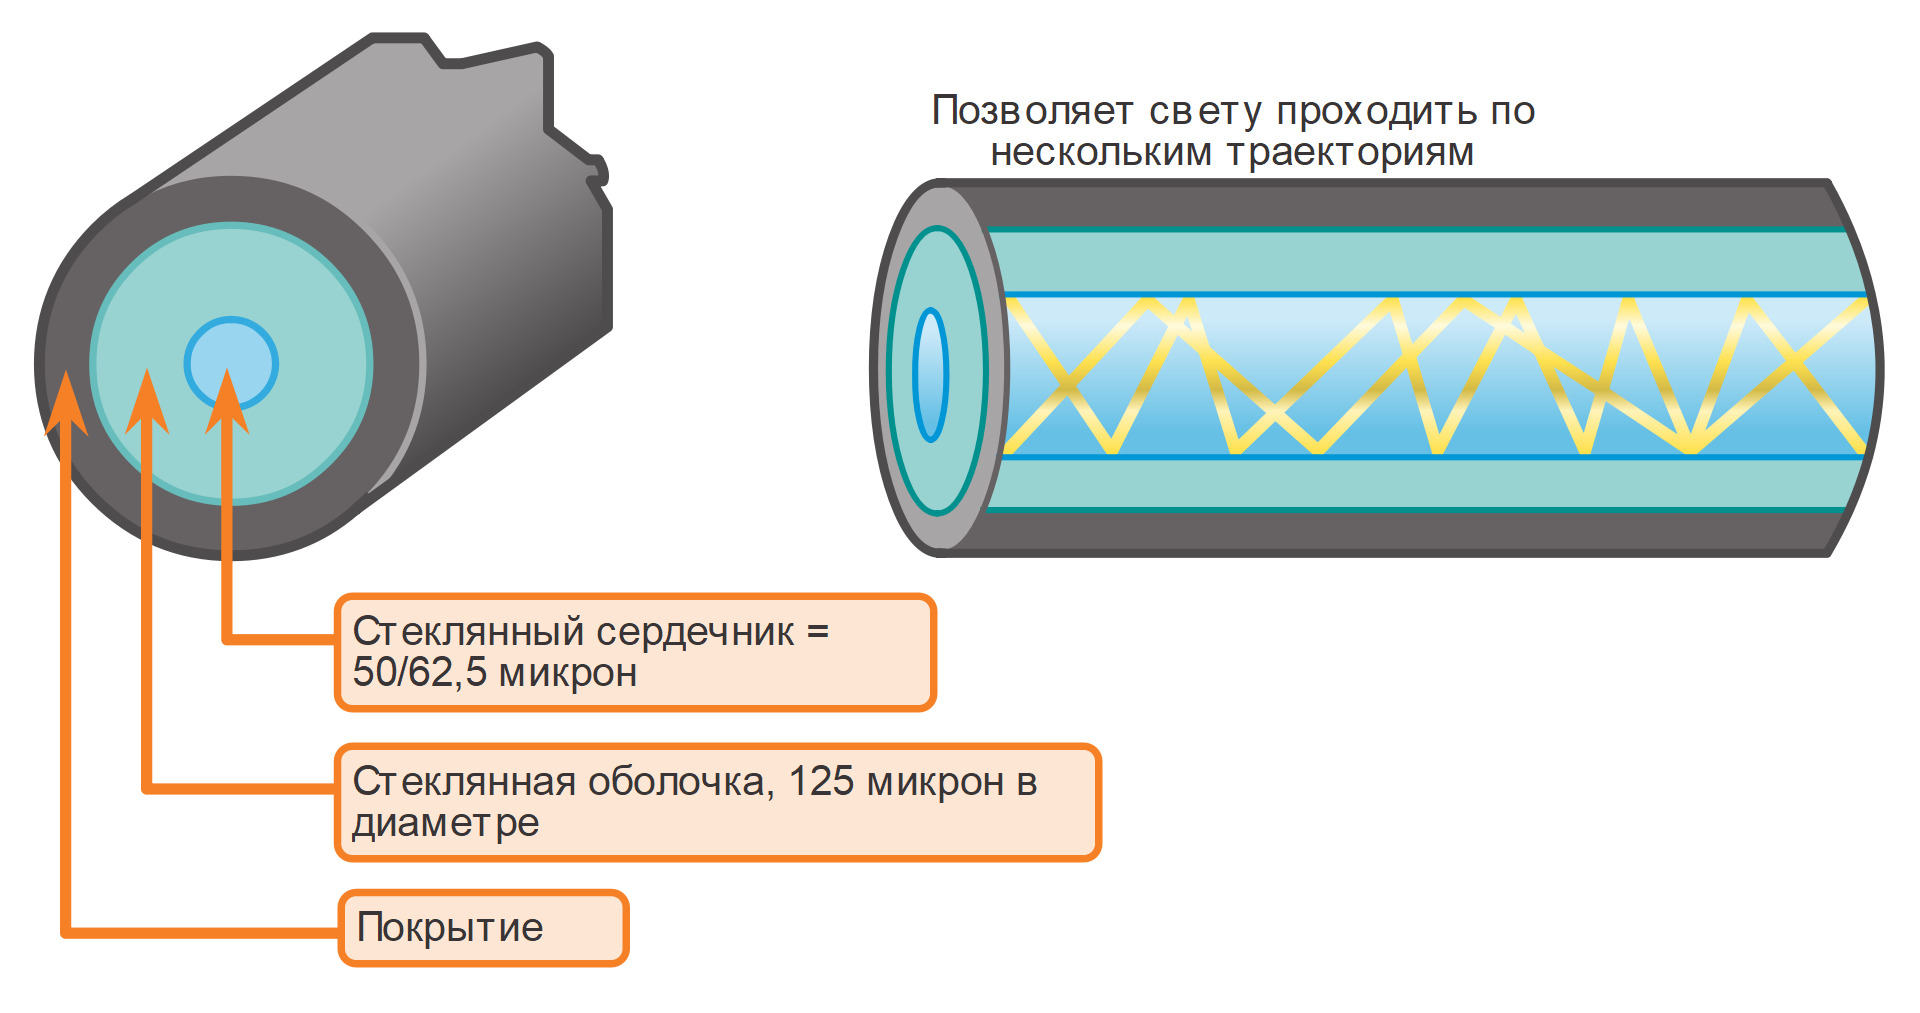 Позволяет свету проходить по
нескольким траекториям
Стеклянный сердечник =
50/62,5 микрон
Стеклянная оболочка, 125 микрон в
диаметре
Покрытие